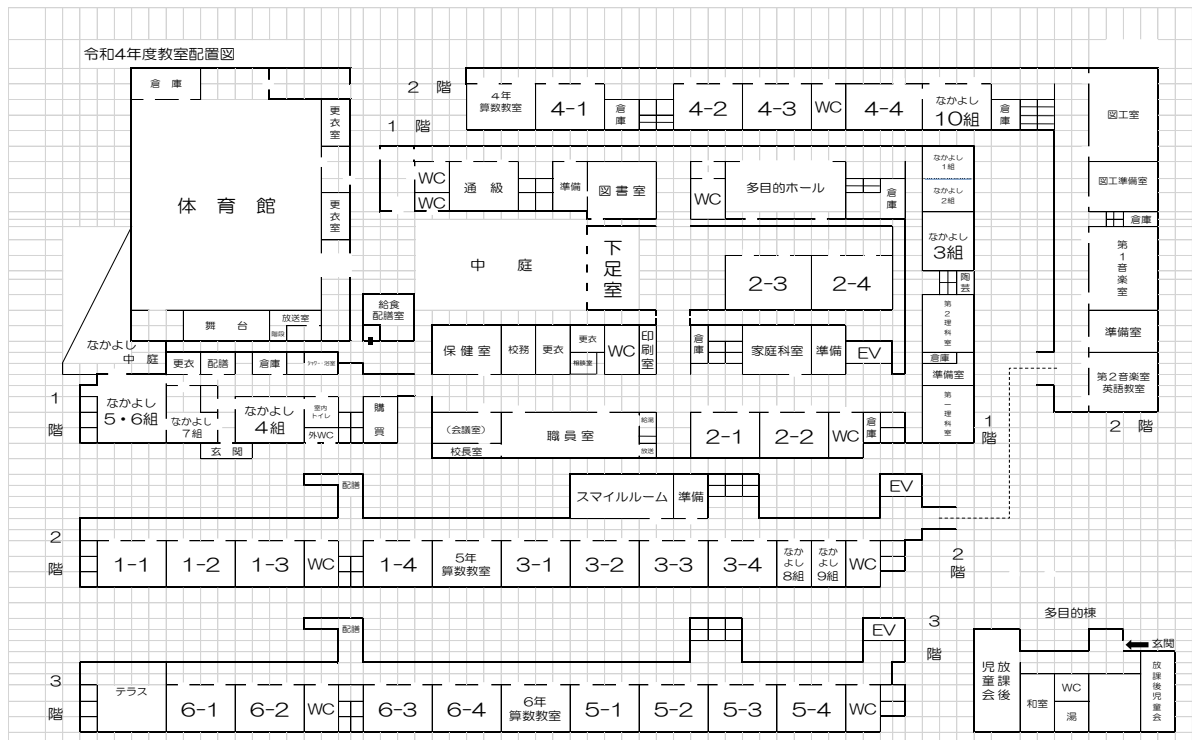 令和4年度教室配置図
倉 庫
更衣室
体 育 館
更衣室
舞 台
放送室
階段
なかよし
中 庭
2 階
4年
算数教室
4-1
倉庫
4-2
4-3
WC
4-4
なかよし
10組
倉庫
図工室
図工準備室
倉庫
第1音楽室
準備室
第2音楽室
英語教室
2 階
1 階
WC
WC
通 級
準備
図書室
WC
多目的ホール
倉庫
なかよし
1組
なかよし
2組
なかよし
3組
陶芸
第2理科室
倉庫
準備室
第一理科室
1階
中 庭
下足室
2-3
2-4
給食
配膳室
保健室
校務
更衣
更衣
相談室
WC
印刷室
倉庫
家庭科室
準備
EV
更衣
配膳
倉庫
シャワー・浴室
1階
なかよし
5・6組
なかよし
7組
なかよし
4組
室内
トイレ
外WC
購買
玄 関
(会議室)
校長室
職員室
給湯
放送
2-1
2-2
WC
倉庫
配膳
スマイルルーム
準備
EV
2階
1-1
1-2
1-3
WC
1-4
5年
算数教室
3-1
3-2
3-3
3-4
なかよし8組
なかよし9組
WC
2階
配膳
EV
3階
3階
テラス
6-1
6-2
WC
6-3
6-4
6年
算数教室
5-1
5-2
5-3
5-4
WC
多目的棟
玄関
放課後児童会
和室
WC
湯
放課後児童会